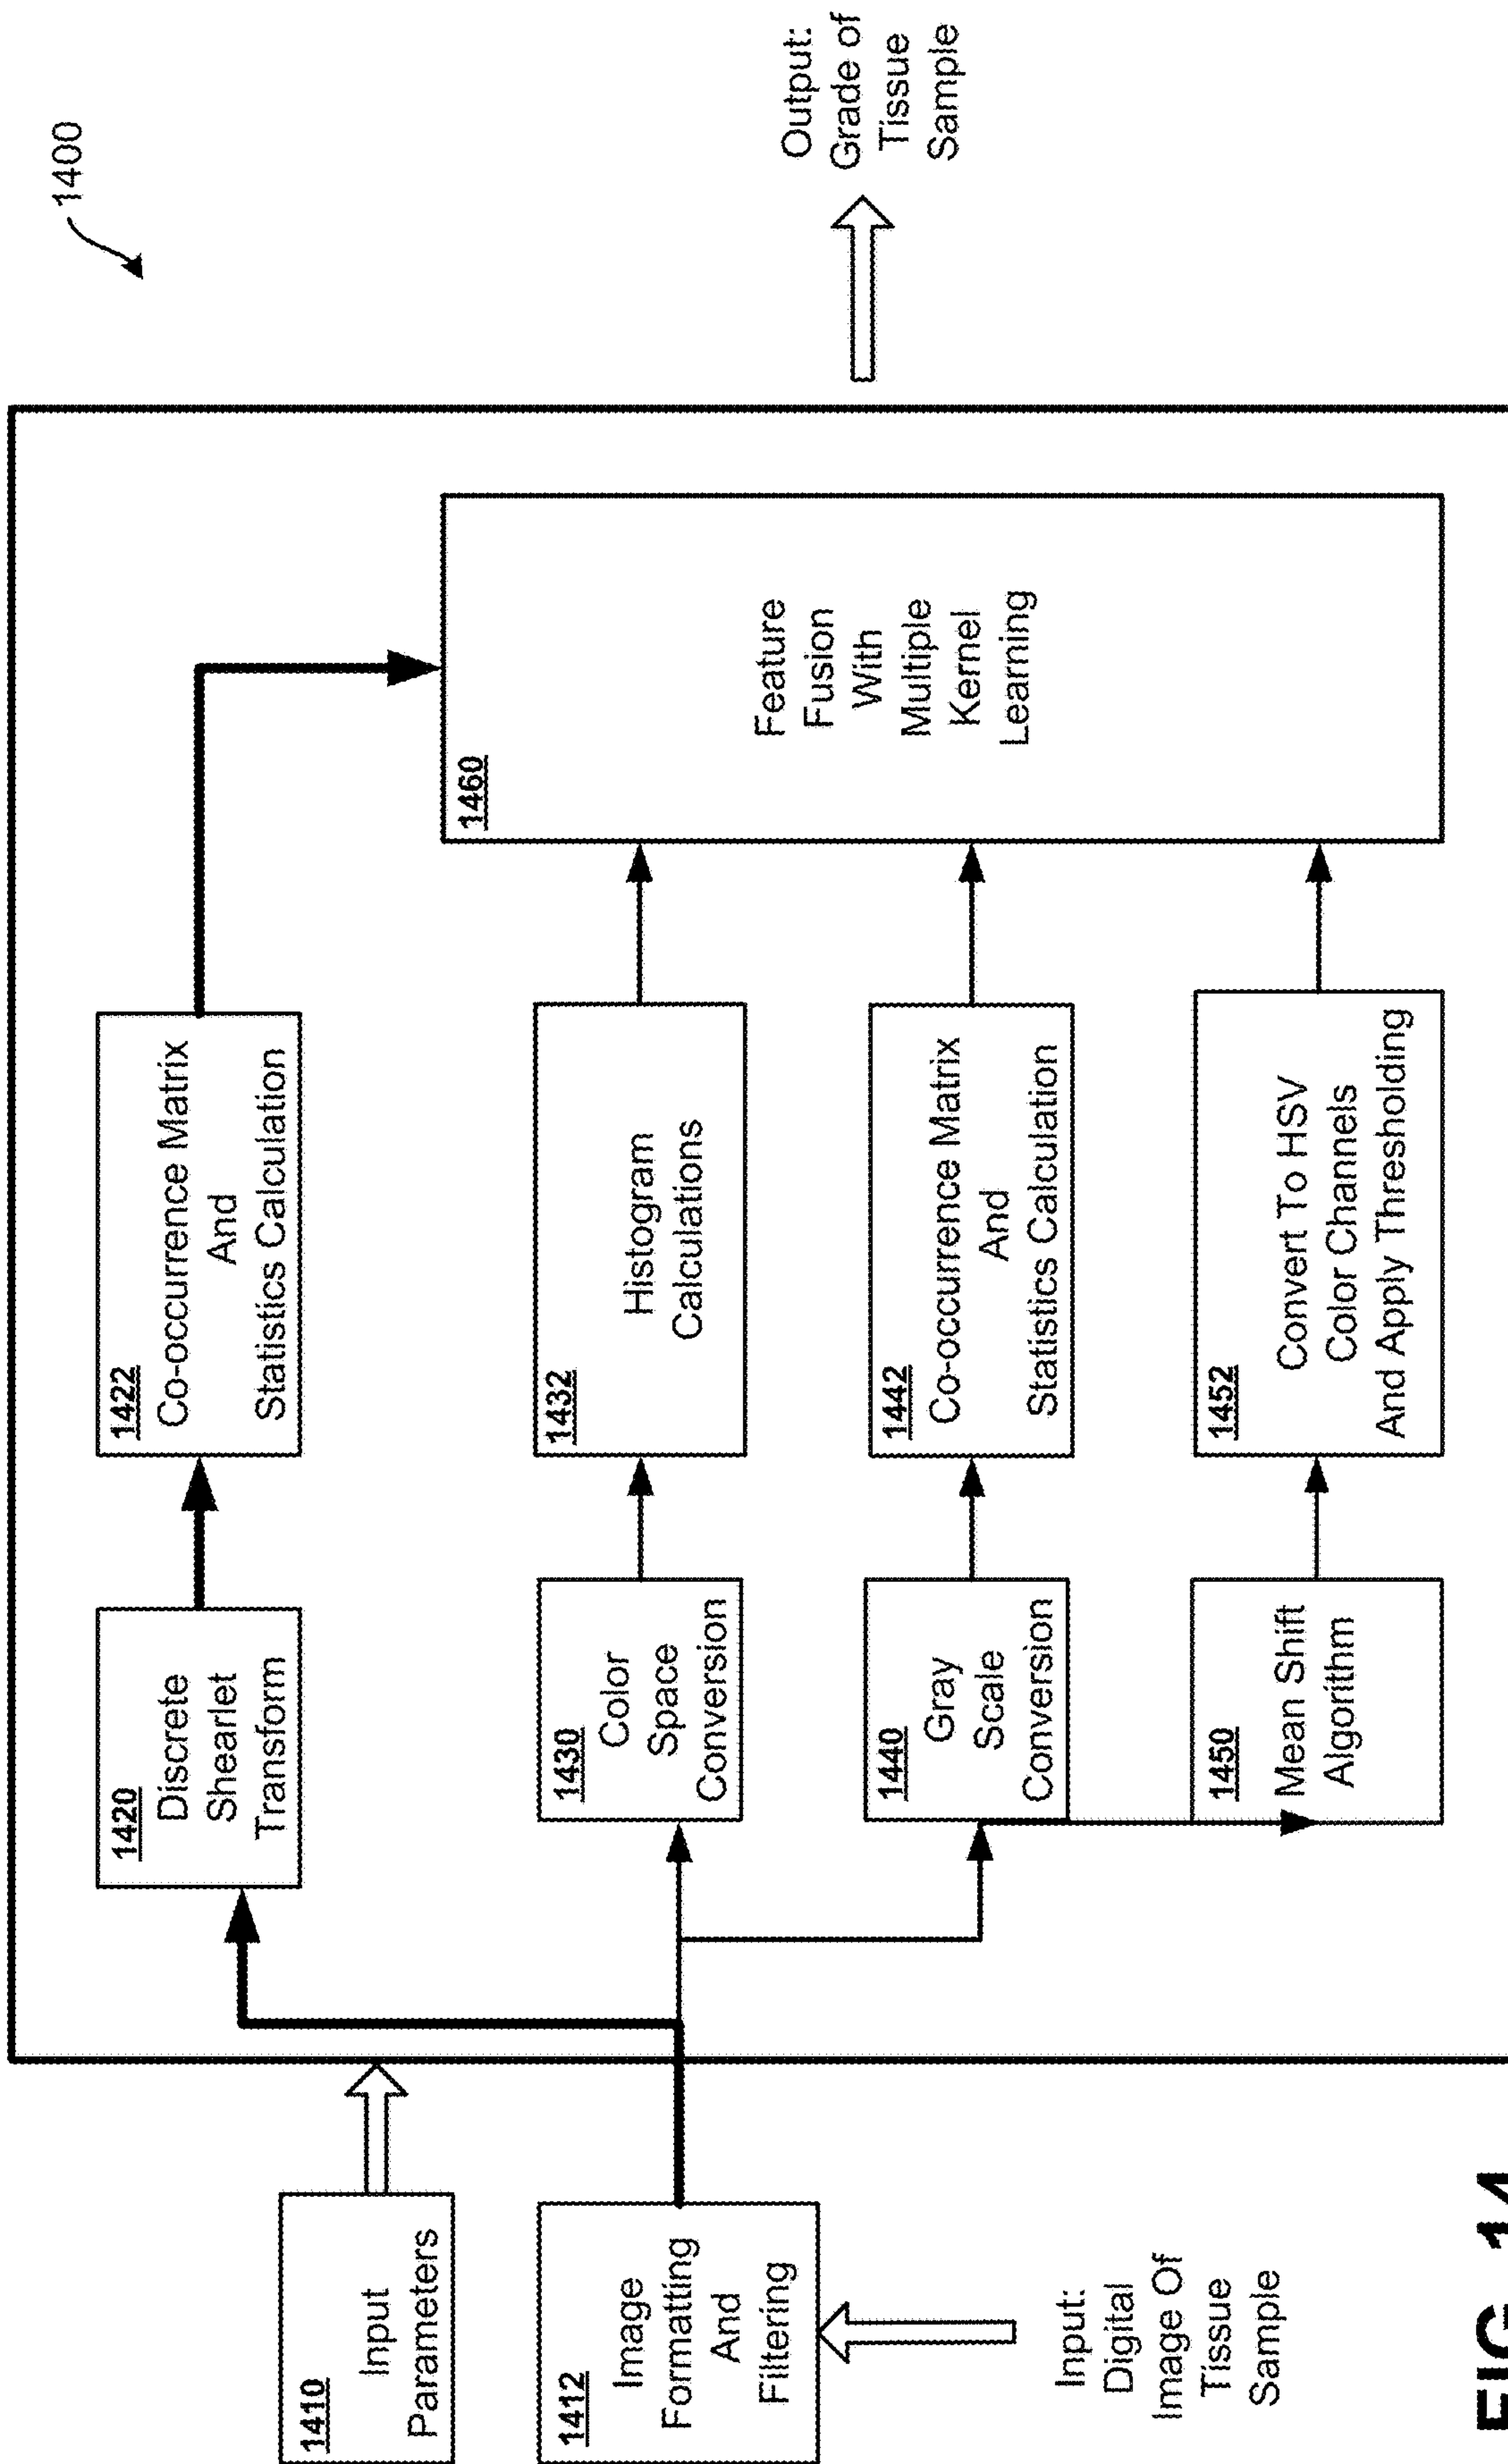 1400
1410
Input
Parameters
1412
Image
Formatting
And
Filtering
Input:
Digital
Image Of
Tissue
Sample
1420
Discrete
Shearlet
Transform
1422
Co-occurrence Matrix
And
Statistics Calculation
1430
Color
Space
Conversion
1432
Histogram
Calculations
1440
Gray
Scale
Conversion
1442
Co-occurrence Matrix
And
Statistics Calculation
1450
Mean Shift
Algorithm
1452
Convert To HSV
Color Channels
And Apply Thresholding
1460
Feature
Fusion
With
Multiple
Kernel
Learning
Output:
Grade of
Tissue
Sample
FIG. 14